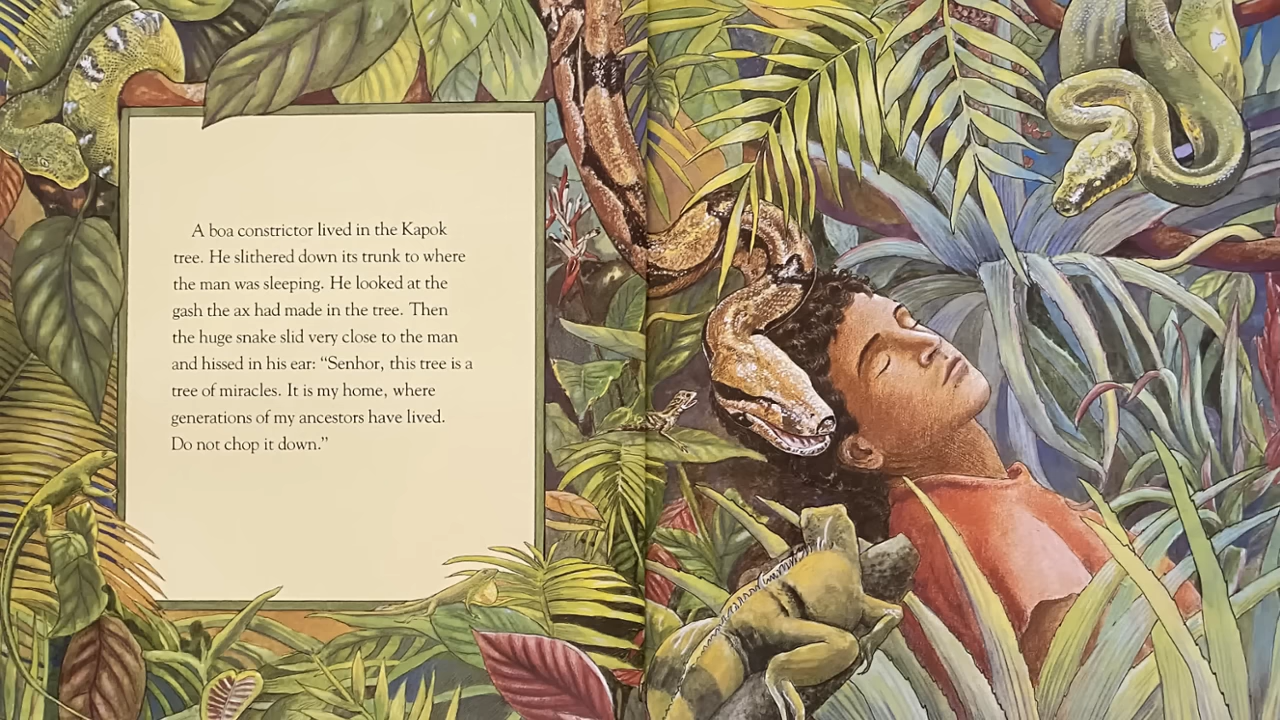 A boa constrictor lived in the Kapok
tree. He slithered down its trunk to where
the man was sleeping. He looked at the
gash the ax had made in the tree. Then
the huge snake slid very close to the man
and hissed in his ear: “Senhor, this tree is a
tree of miracles. It is my home, where
generations of my ancestors have lived.
Do not chop it down.”